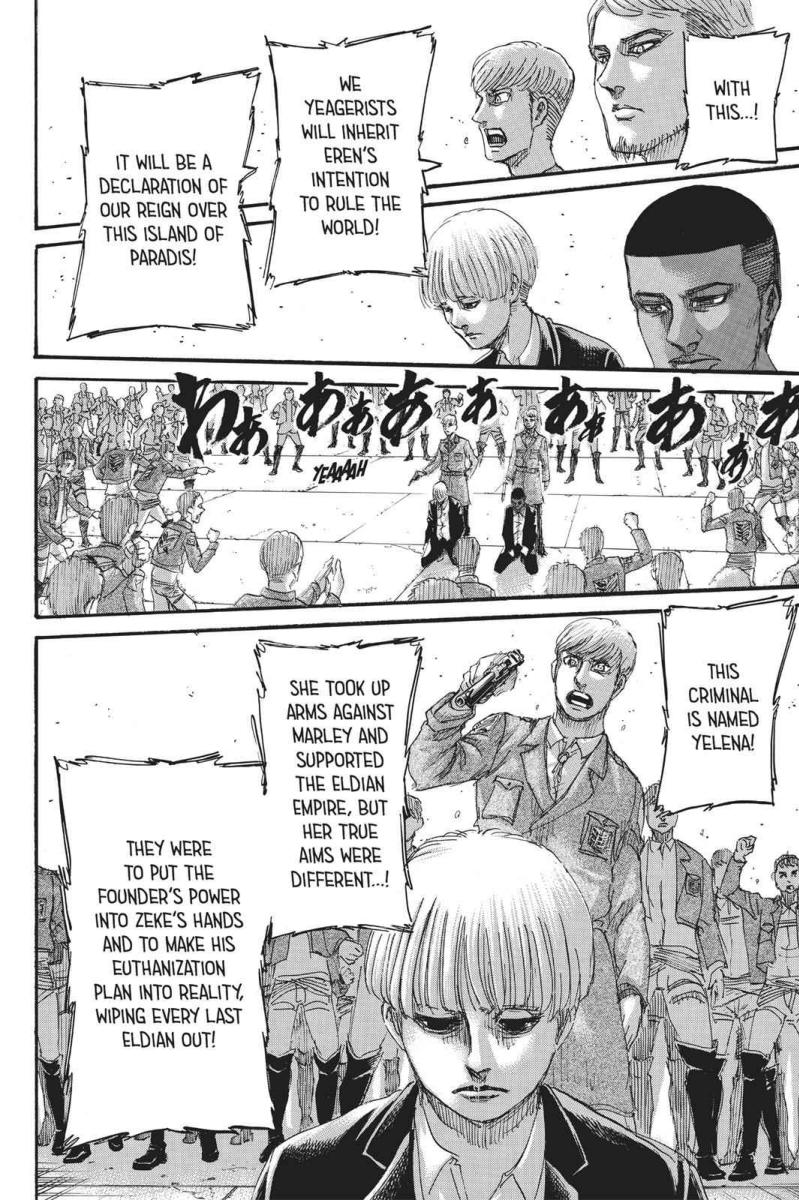 WITH
THIS...!
WE
YEAGERISTS
WILL INHERIT
EREN'S
INTENTION
TO RULE THE
WORLD!
IT WILL BE A
DECLARATION OF
OUR REIGN OVER
THIS ISLAND OF
PARADIS!
わぁ
あぁあ
あ
ああぁ
あ
あぁ
YEAAAAH
THIS
CRIMINAL
IS NAMED
YELENA!
SHE TOOK UP
ARMS AGAINST
MARLEY AND
SUPPORTED
THE ELDIAN
EMPIRE, BUT
HER TRUE
AIMS WERE
DIFFERENT...!
THEY WERE
TO PUT THE
FOUNDER'S POWER
INTO ZEKE'S HANDS
AND TO MAKE HIS
EUTHANIZATION
PLAN INTO REALITY,
WIPING EVERY LAST
ELDIAN OUT!